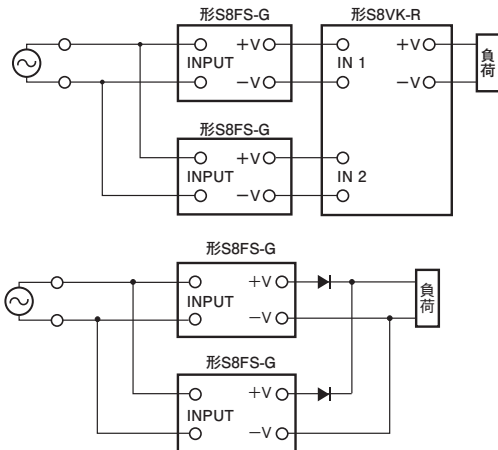 形S8FS-G
形S8VK-R
+V
INPUT
−V
IN 1
+V
−V
負荷
形S8FS-G
+V
INPUT
−V
IN 2
形S8FS-G
+V
INPUT
−V
負荷
形S8FS-G
+V
INPUT
−V